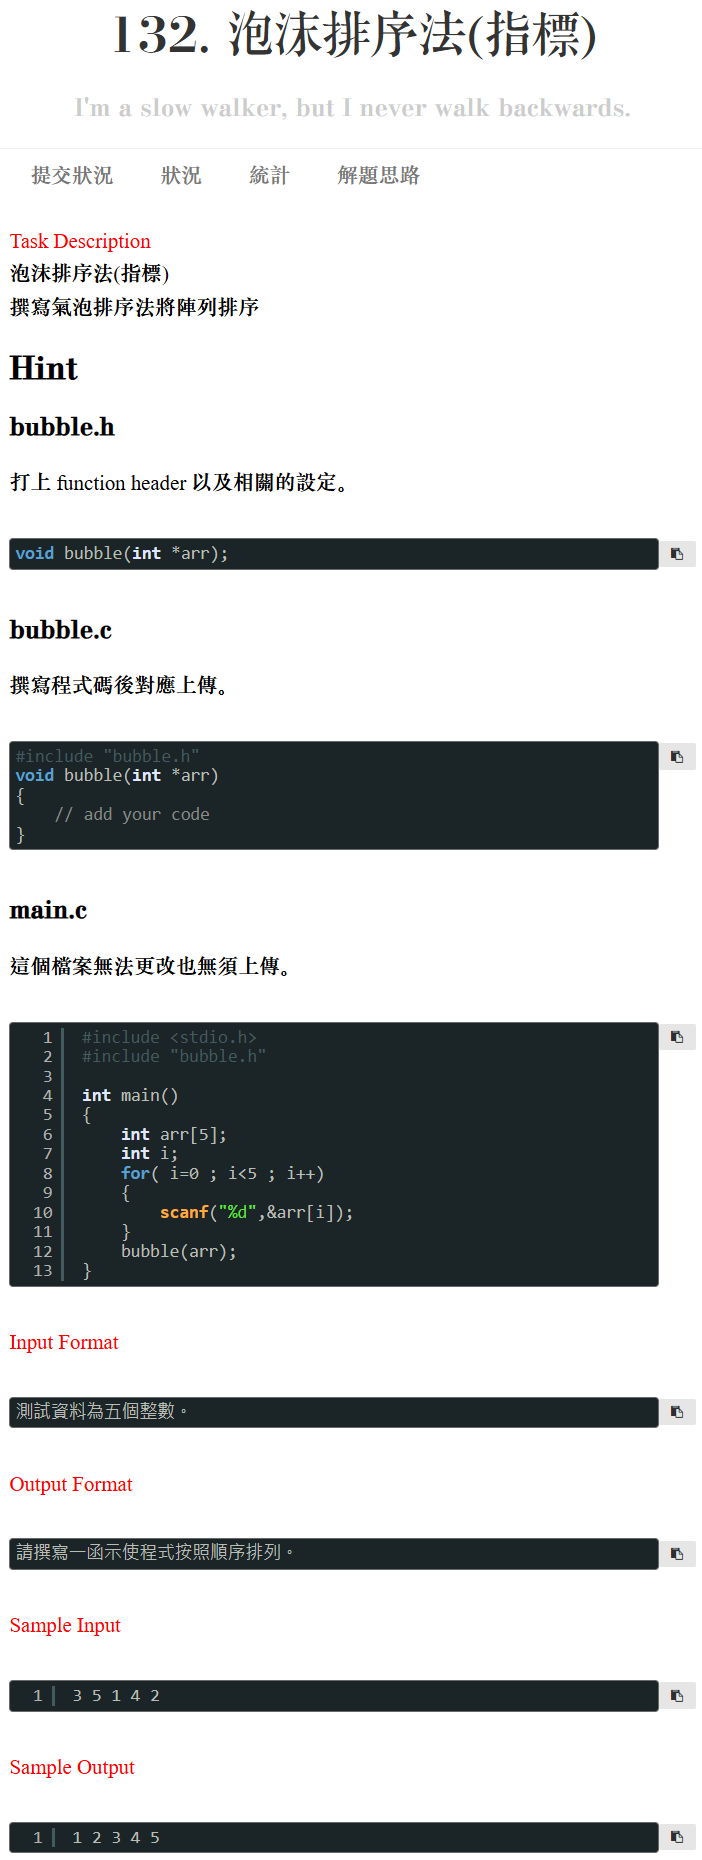 132. 泡沫排序法(指標)
I'm a slow walker, but I never walk backwards.
提交狀況 狀況 統計 解題思路
Task Description
泡沫排序法(指標)
撰寫氣泡排序法將陣列排序
Hint
bubble.h
打上 function header 以及相關的設定。
void bubble(int *arr);
bubble.c
撰寫程式碼後對應上傳。
#include "bubble.h"
void bubble(int *arr)
{
    // add your code
}
main.c
這個檔案無法更改也無須上傳。
1 #include <stdio.h>
2 #include "bubble.h"
3
4 int main()
5 {
6     int arr[5];
7     int i;
8     for( i=0 ; i<5 ; i++)
9     {
10         scanf("%d",&arr[i]);
11     }
12     bubble(arr);
13 }
Input Format
測試資料為五個整數。
Output Format
請撰寫一函示使程式按照順序排列。
Sample Input
1 3 5 1 4 2
Sample Output
1 1 2 3 4 5